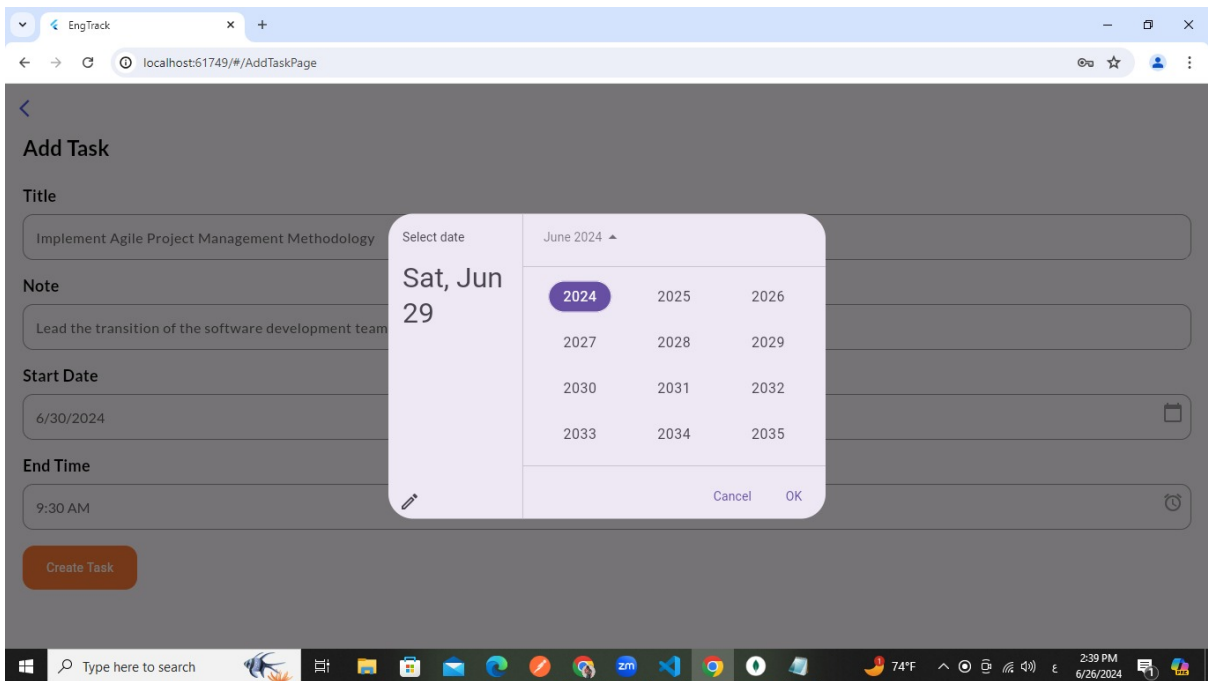 EngTrack
localhost:61749/#/AddTaskPage
Add Task
Title
Implement Agile Project Management Methodology
Note
Lead the transition of the software development team
Start Date
6/30/2024
End Time
9:30 AM
Create Task
Select date
Sat, Jun
29
June 2024
2024 2025 2026
2027 2028 2029
2030 2031 2032
2033 2034 2035
Cancel OK
Type here to search
zm
74°F
ع
2:39 PM
6/26/2024
1
PRE